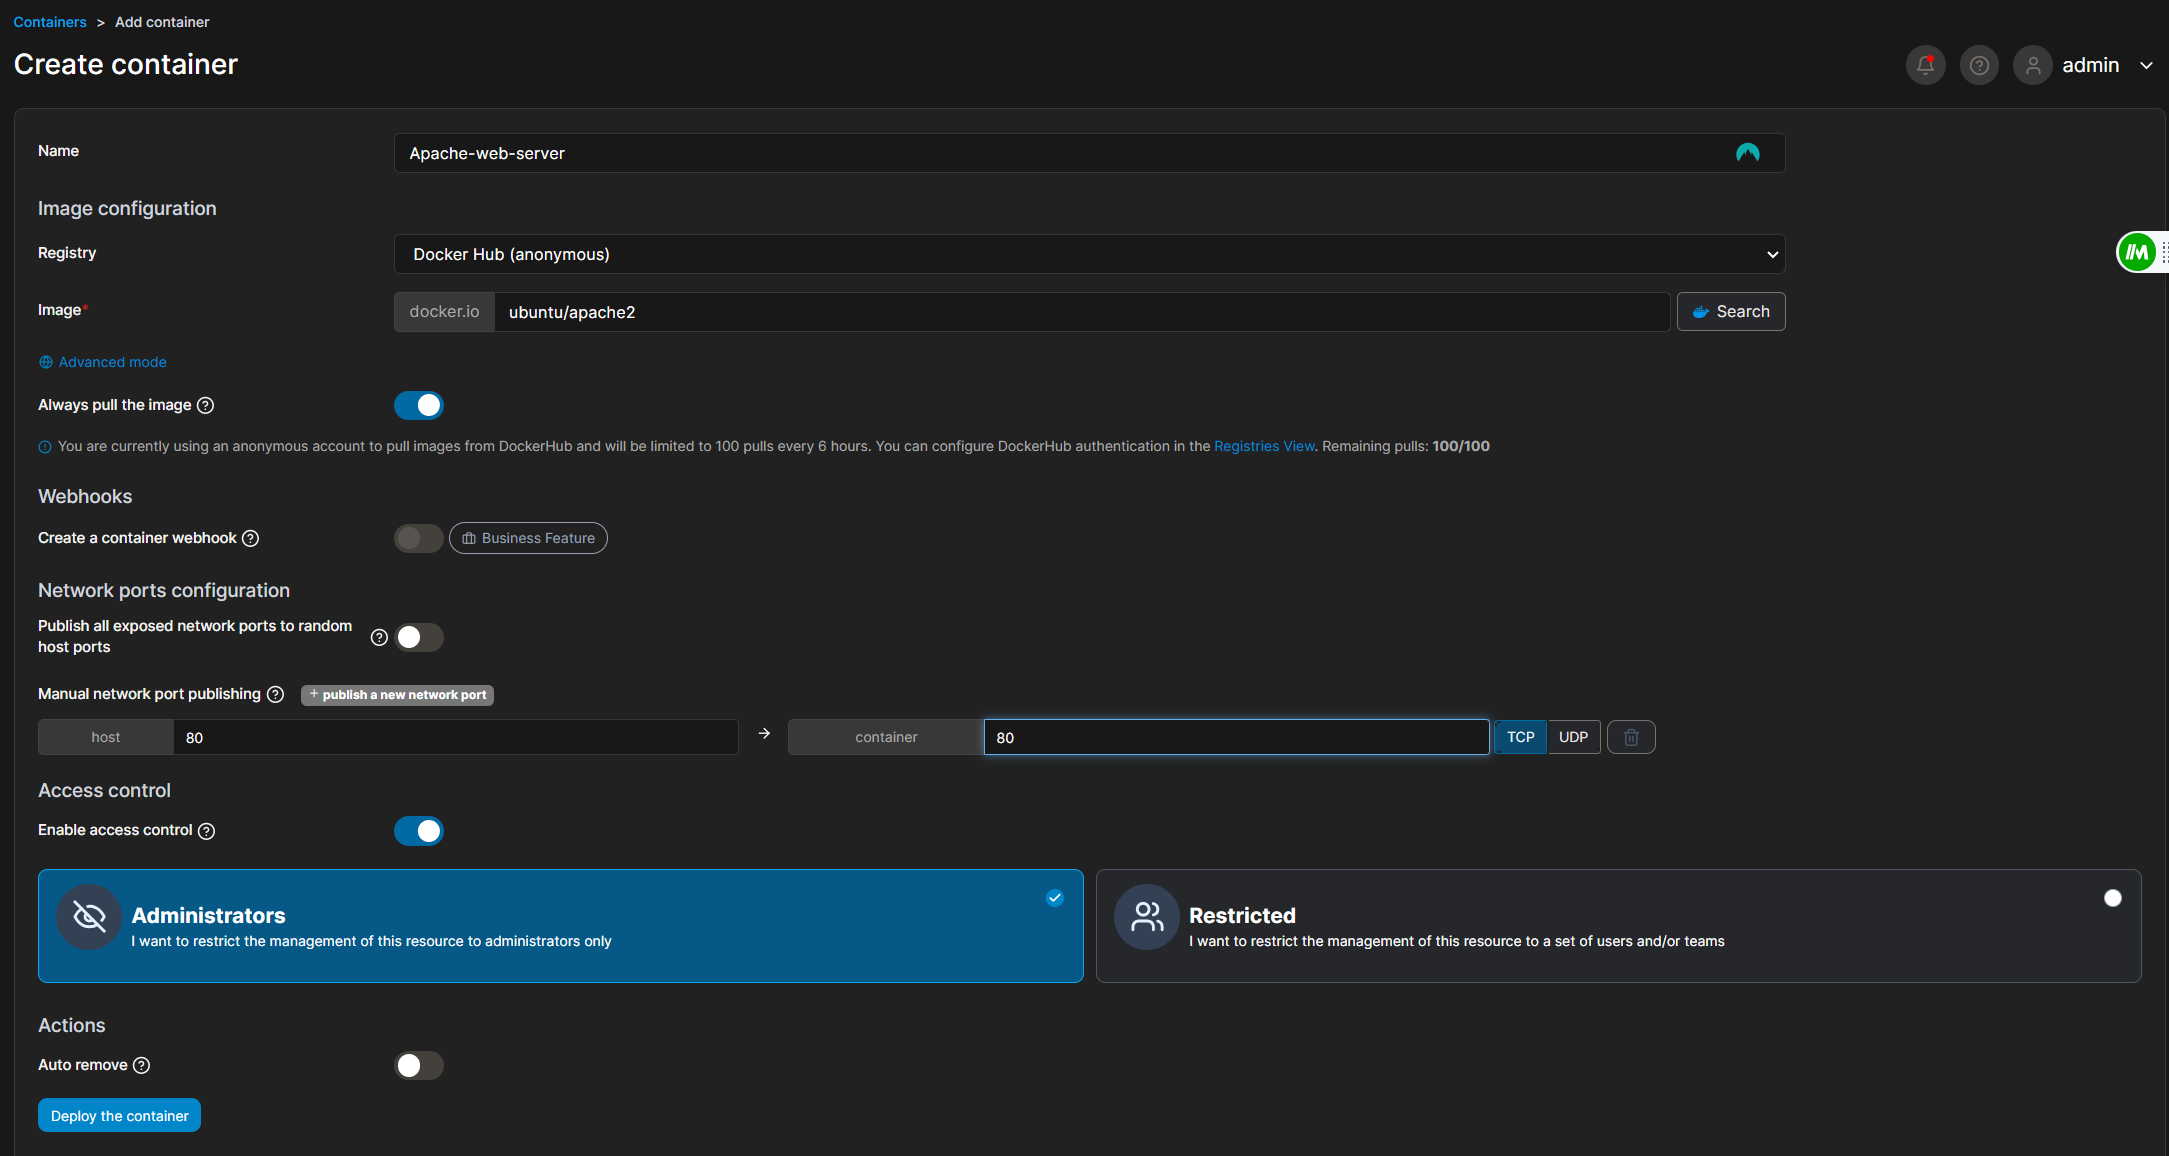 Containers > Add container
Create container
admin
Name
Apache-web-server
Image configuration
Registry
Docker Hub (anonymous)
Image*
docker.io
ubuntu/apache2
Search
Advanced mode
Always pull the image
You are currently using an anonymous account to pull images from DockerHub and will be limited to 100 pulls every 6 hours. You can configure DockerHub authentication in the Registries View. Remaining pulls: 100/100
Webhooks
Create a container webhook
Business Feature
Network ports configuration
Publish all exposed network ports to random
host ports
Manual network port publishing
+ publish a new network port
host
80
→
container
80
TCP
UDP
Access control
Enable access control
Administrators
I want to restrict the management of this resource to administrators only
Restricted
I want to restrict the management of this resource to a set of users and/or teams
Actions
Auto remove
Deploy the container